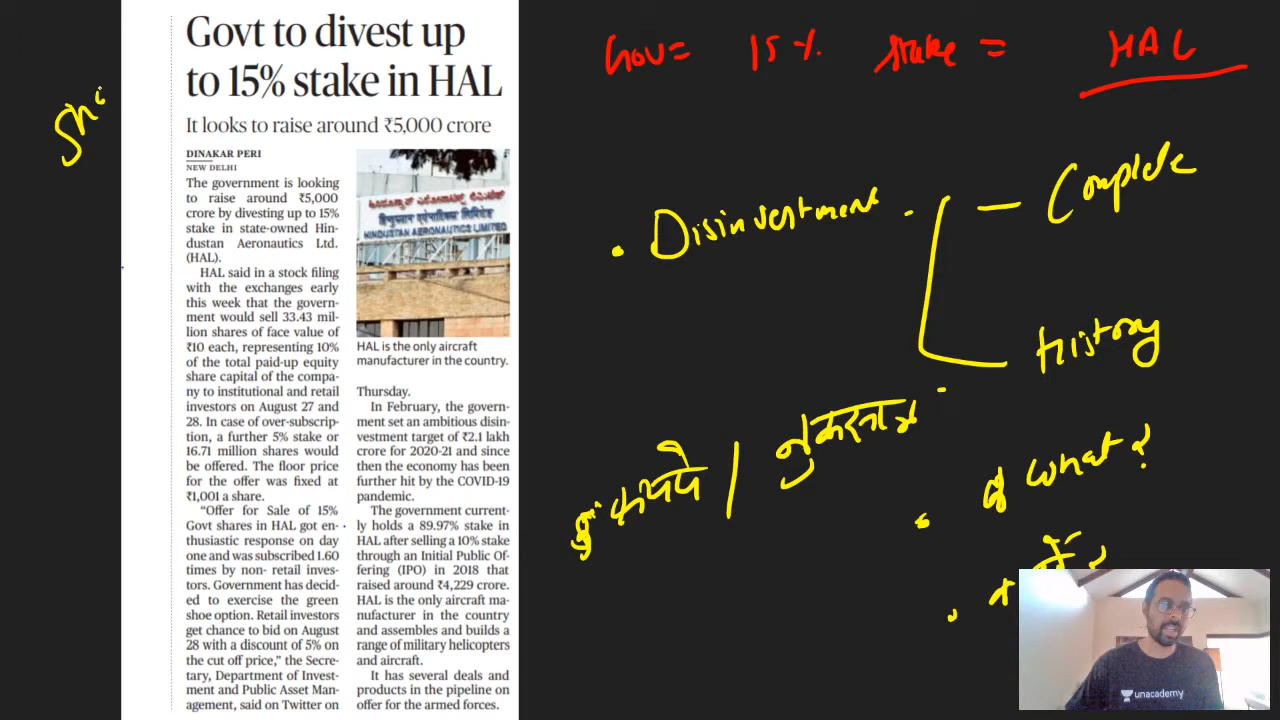 Govt to divest up
to 15% stake in HAL
It looks to raise around ₹5,000 crore
DINAKAR PERI
NEW DELHI
The government is looking
to raise around ₹5,000
crore by divesting up to 15%
stake in state-owned Hin-
dustan Aeronautics Ltd.
(HAL).
HAL said in a stock filing
with the exchanges early
this week that the govern-
ment would sell 33.43 mil-
lion shares of face value of
₹10 each, representing 10%
of the total paid-up equity
share capital of the compa-
ny to institutional and retail
investors on August 27 and
28. In case of over-subscrip-
tion, a further 5% stake or
16.71 million shares would
be offered. The floor price
for the offer was fixed at
₹1,001 a share.
"Offer for Sale of 15%
Govt shares in HAL got en-
thusiastic response on day
one and was subscribed 1.60
times by non- retail inves-
tors. Government has decid-
ed to exercise the green
shoe option. Retail investors
get chance to bid on August
28 with a discount of 5% on
the cut off price," the Secre-
tary, Department of Invest-
ment and Public Asset Man-
agement, said on Twitter on
हिन्दुस्तान एरोनाटिक्स लिमिटेड
HINDUSTAN AERONAUTICS LIMITED
HAL is the only aircraft
manufacturer in the country.
Thursday.
In February, the govern-
ment set an ambitious disin-
vestment target of ₹2.1 lakh
crore for 2020-21 and since
then the economy has been
further hit by the COVID-19
pandemic.
The government current-
ly holds a 89.97% stake in
HAL after selling a 10% stake
through an Initial Public Of-
fering (IPO) in 2018 that
raised around ₹4,229 crore.
HAL is the only aircraft ma-
nufacturer in the country
and assembles and builds a
range of military helicopters
and aircraft.
It has several deals and
products in the pipeline on
offer for the armed forces.
Gov= 15% stake = HAL
Disinvestment
Complete
History
what?
unacademy